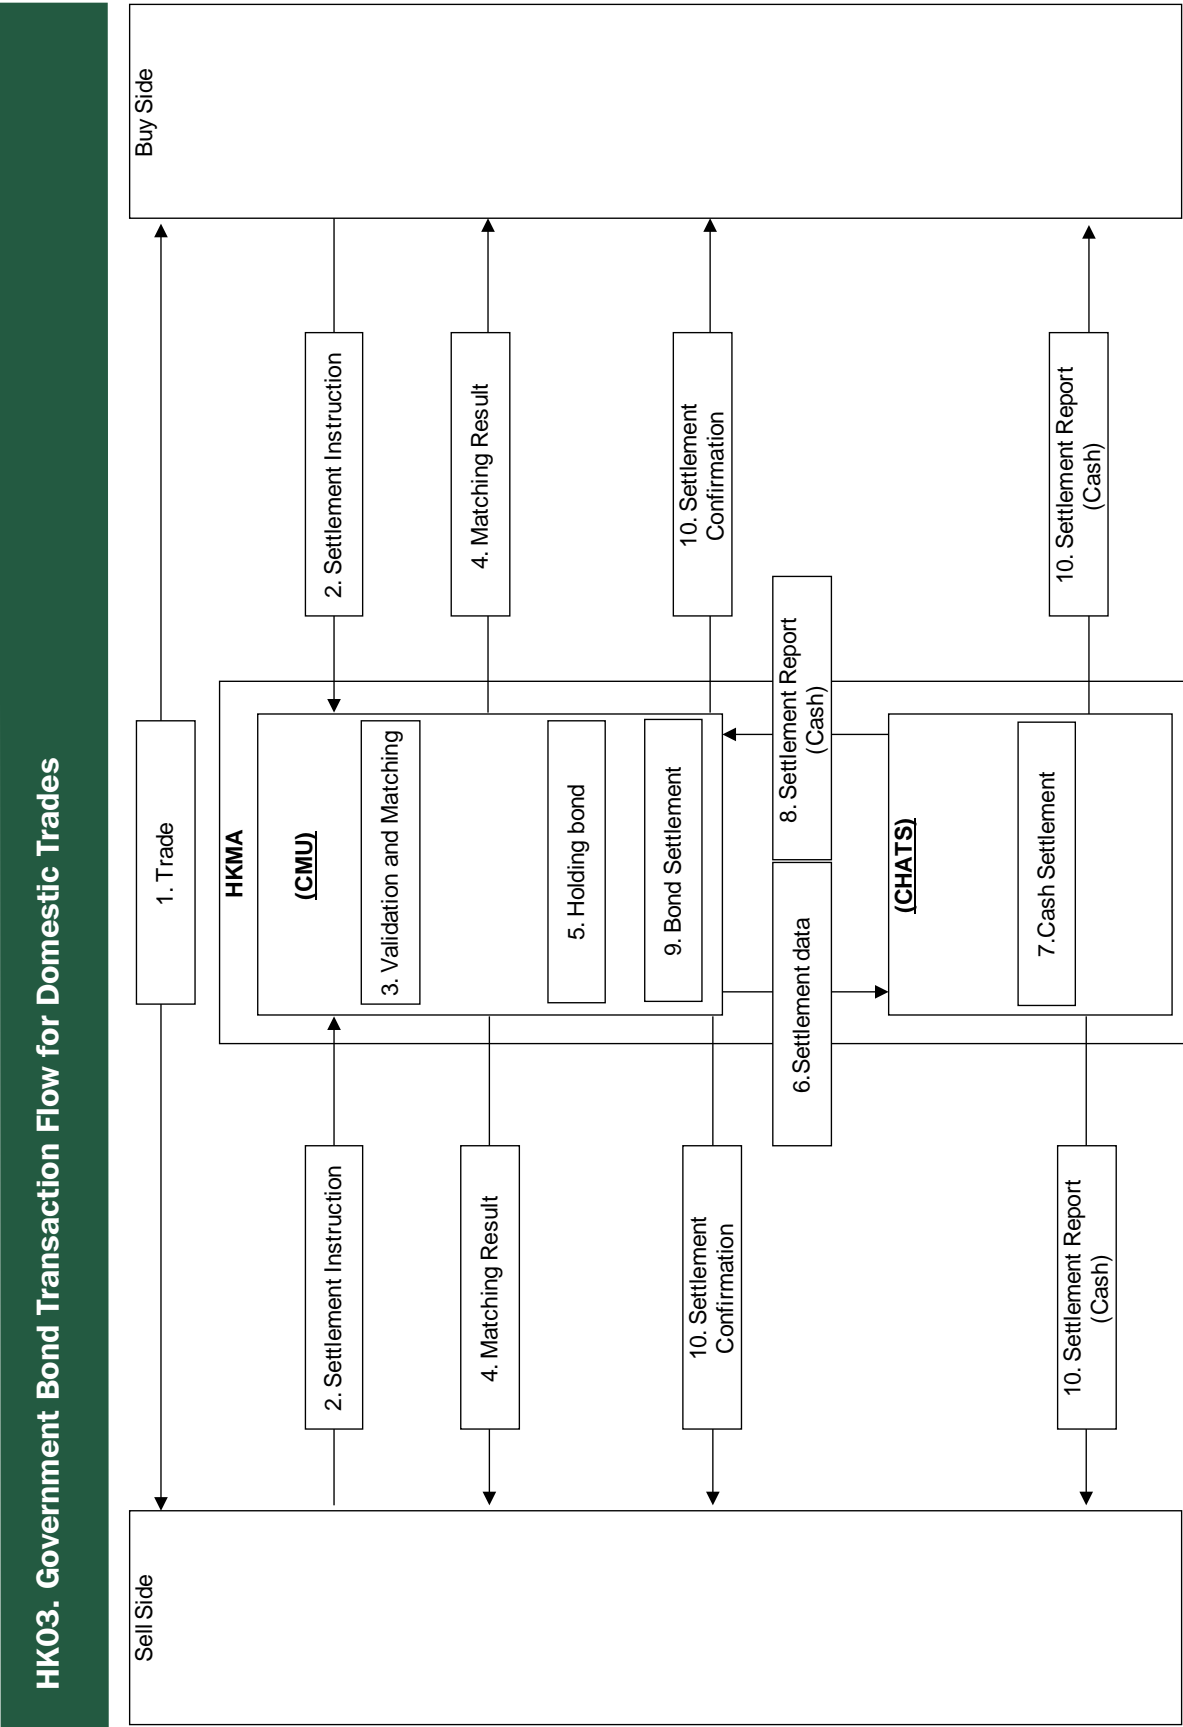 HK03. Government Bond Transaction Flow for Domestic Trades
Sell Side
Buy Side
1. Trade
HKMA
(CMU)
2. Settlement Instruction
2. Settlement Instruction
3. Validation and Matching
4. Matching Result
4. Matching Result
5. Holding bond
9. Bond Settlement
10. Settlement
Confirmation
10. Settlement
Confirmation
6.Settlement data
8. Settlement Report
(Cash)
(CHATS)
7.Cash Settlement
10. Settlement Report
(Cash)
10. Settlement Report
(Cash)